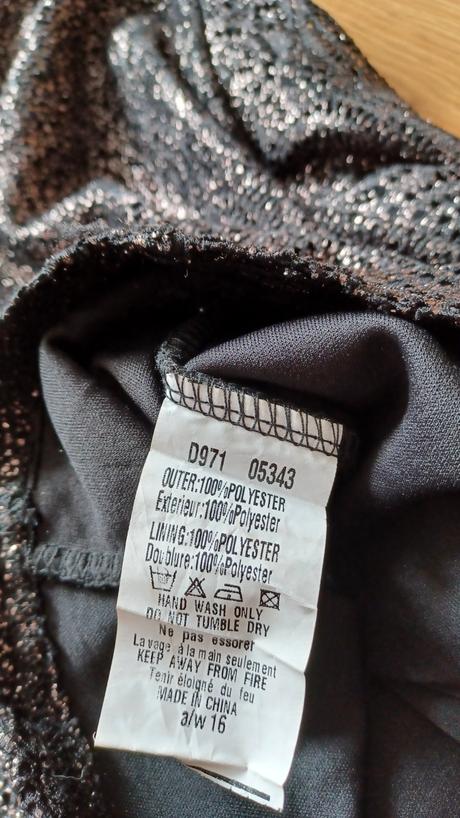 D971 05343
OUTER:100%POLYESTER
Exterieur:100%Polyester
LINING:100%POLYESTER
Doublure:100%Polyester
HAND WASH ONLY
DO NOT TUMBLE DRY
Ne pas essorer
Lavage à la main seulement
KEEP AWAY FROM FIRE
Tenir éloigné du feu
MADE IN CHINA
a/w 16